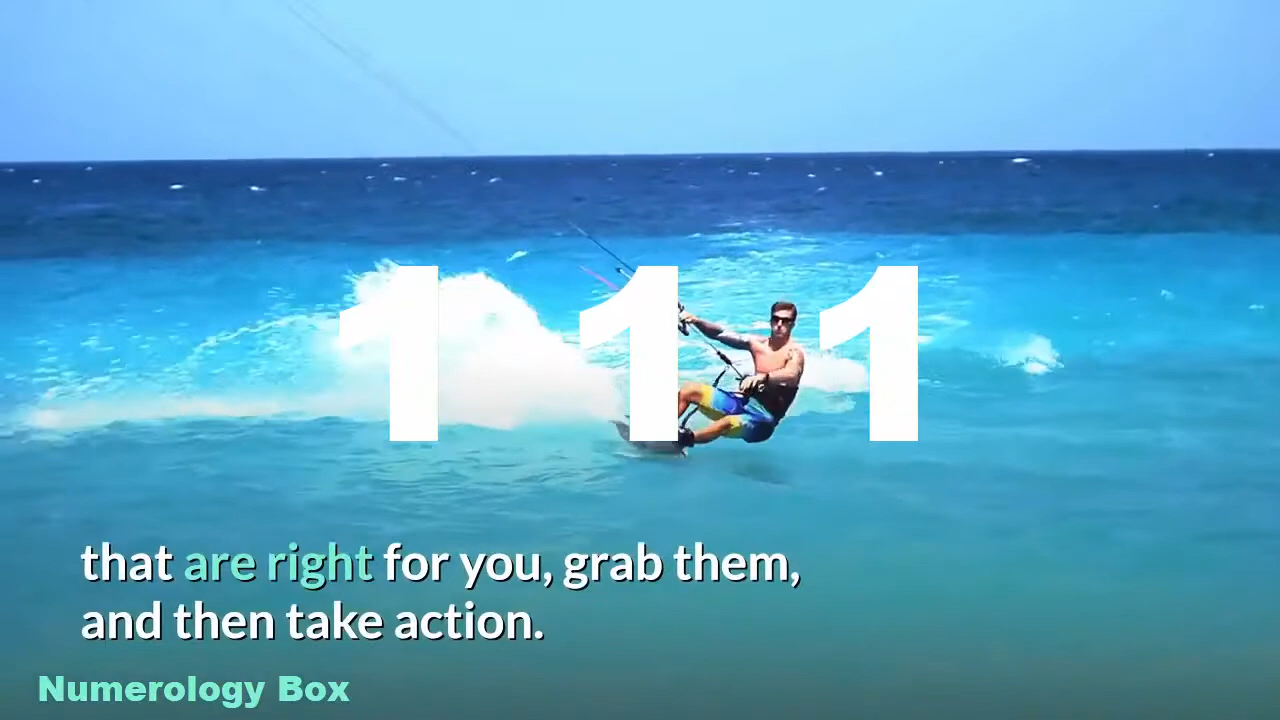 1 1 1
that are right for you, grab them,
and then take action.
Numerology Box